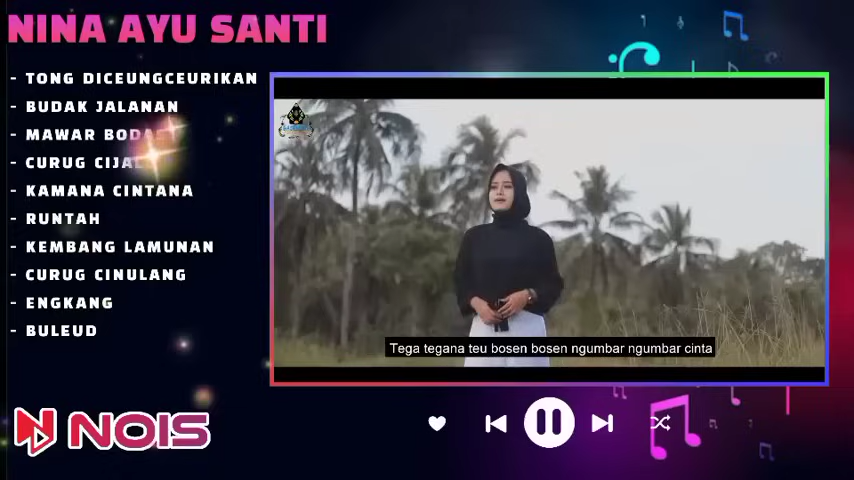 NINA AYU SANTI
- TONG DICEUNGCEURIKAN
- BUDAK JALANAN
- MAWAR BODAS
- CURUG
- KAMANA CINTANA
- RUNTAH
- KEMBANG LAMUNAN
- CURUG CINULANG
- ENGKANG
- BULEUD
Tega tegana teu bosen bosen ngumbar ngumbar cinta
NOIS